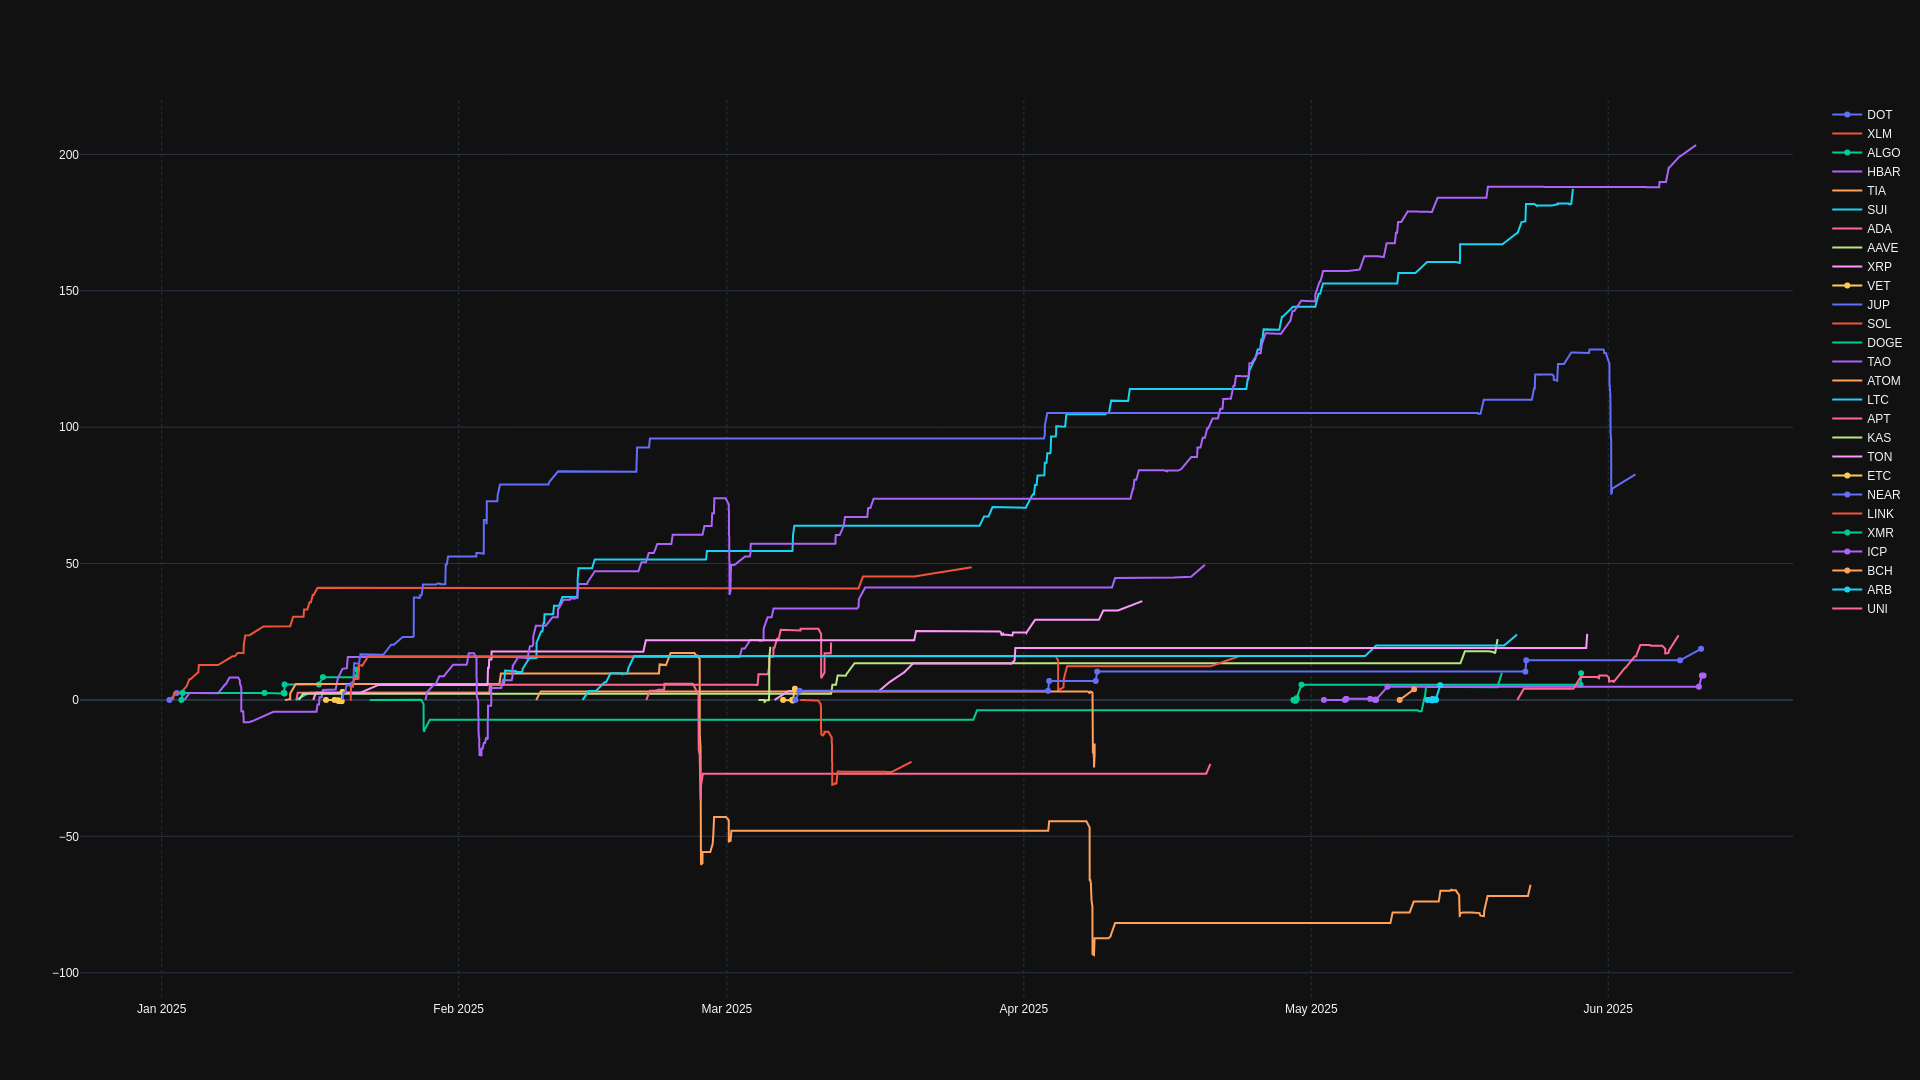 200
150
100
50
0
−50
−100
Jan 2025
Feb 2025
Mar 2025
Apr 2025
May 2025
Jun 2025
DOT
XLM
ALGO
HBAR
TIA
SUI
ADA
AAVE
XRP
VET
JUP
SOL
DOGE
TAO
ATOM
LTC
APT
KAS
TON
ETC
NEAR
LINK
XMR
ICP
BCH
ARB
UNI